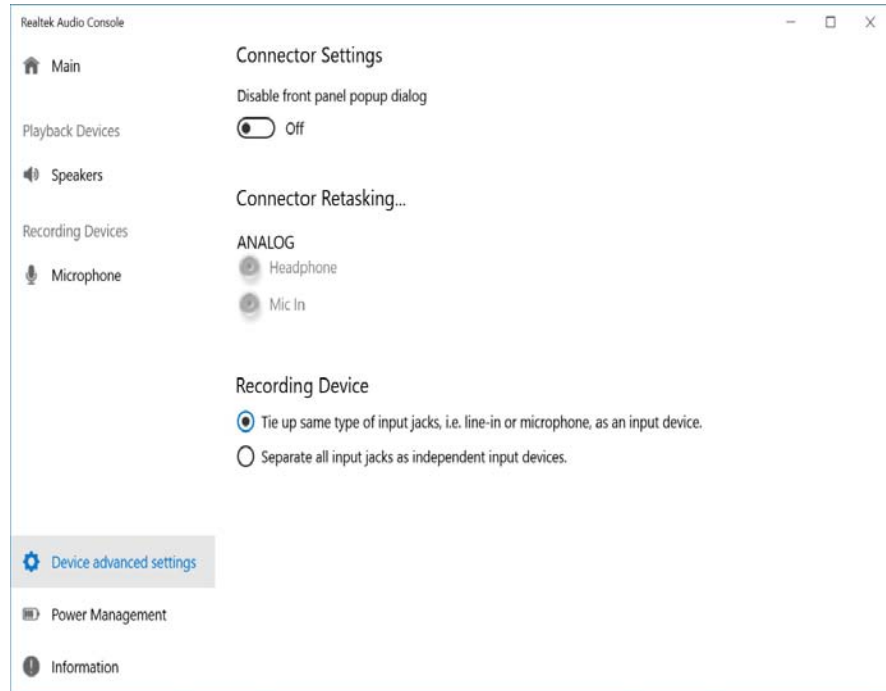 Realtek Audio Console
Main
Playback Devices
Speakers
Recording Devices
Microphone
Device advanced settings
Power Management
Information
Connector Settings
Disable front panel popup dialog
Off
Connector Retasking...
ANALOG
Headphone
Mic In
Recording Device
Tie up same type of input jacks, i.e. line-in or microphone, as an input device.
Separate all input jacks as independent input devices.